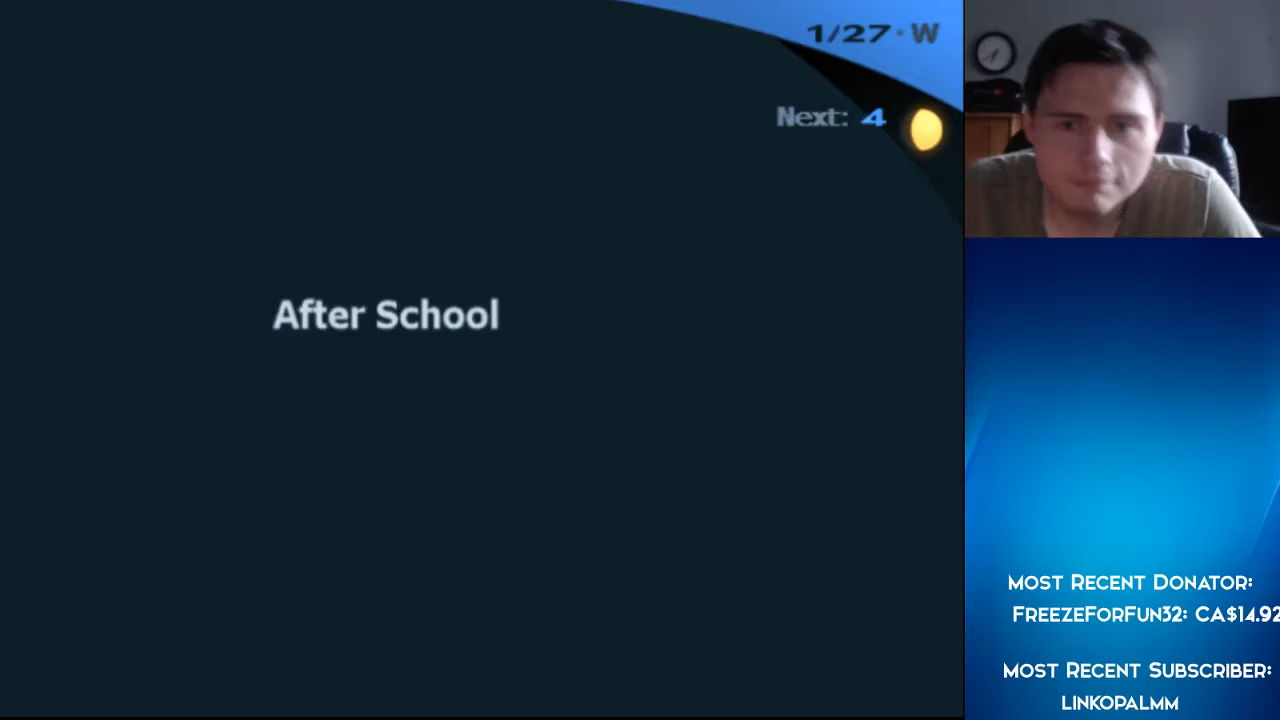 1/27 · W
Next: 4
After School
MOST RECENT DONATOR:
FREEZEFORFUN32: CA$14.92
MOST RECENT SUBSCRIBER:
LINKOPALMM